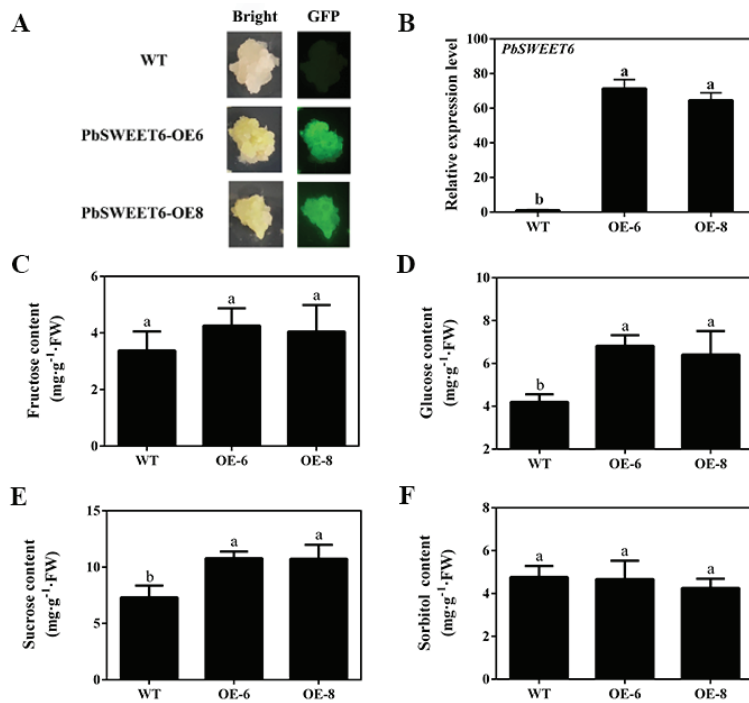 A
Bright GFP
WT
PbSWEET6-OE6
PbSWEET6-OE8
B
PbSWEET6
Relative expression level
100
80
60
40
20
0
b
a
a
WT OE-6 OE-8
C
Fructose content
(mg·g⁻¹·FW)
6
4
2
0
a
a
a
WT OE-6 OE-8
D
Glucose content
(mg·g⁻¹·FW)
10
8
6
4
2
b
a
a
WT OE-6 OE-8
E
Sucrose content
(mg·g⁻¹·FW)
15
10
5
0
b
a
a
WT OE-6 OE-8
F
Sorbitol content
(mg·g⁻¹·FW)
8
6
4
2
0
a
a
a
WT OE-6 OE-8